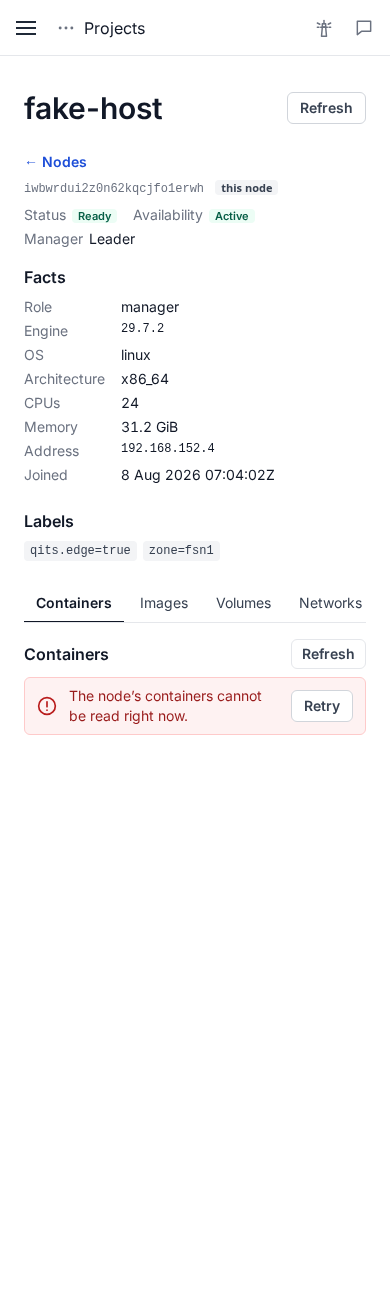 Projects
fake-host
Refresh
← Nodes
iwbwrdui2z0n62kqcjfo1erwh this node
Status Ready Availability Active
Manager Leader
Facts
Role manager
Engine 29.7.2
OS linux
Architecture x86_64
CPUs 24
Memory 31.2 GiB
Address 192.168.152.4
Joined 8 Aug 2026 07:04:02Z
Labels
qits.edge=true zone=fsn1
Containers Images Volumes Networks
Containers Refresh
The node’s containers cannot
be read right now.
Retry